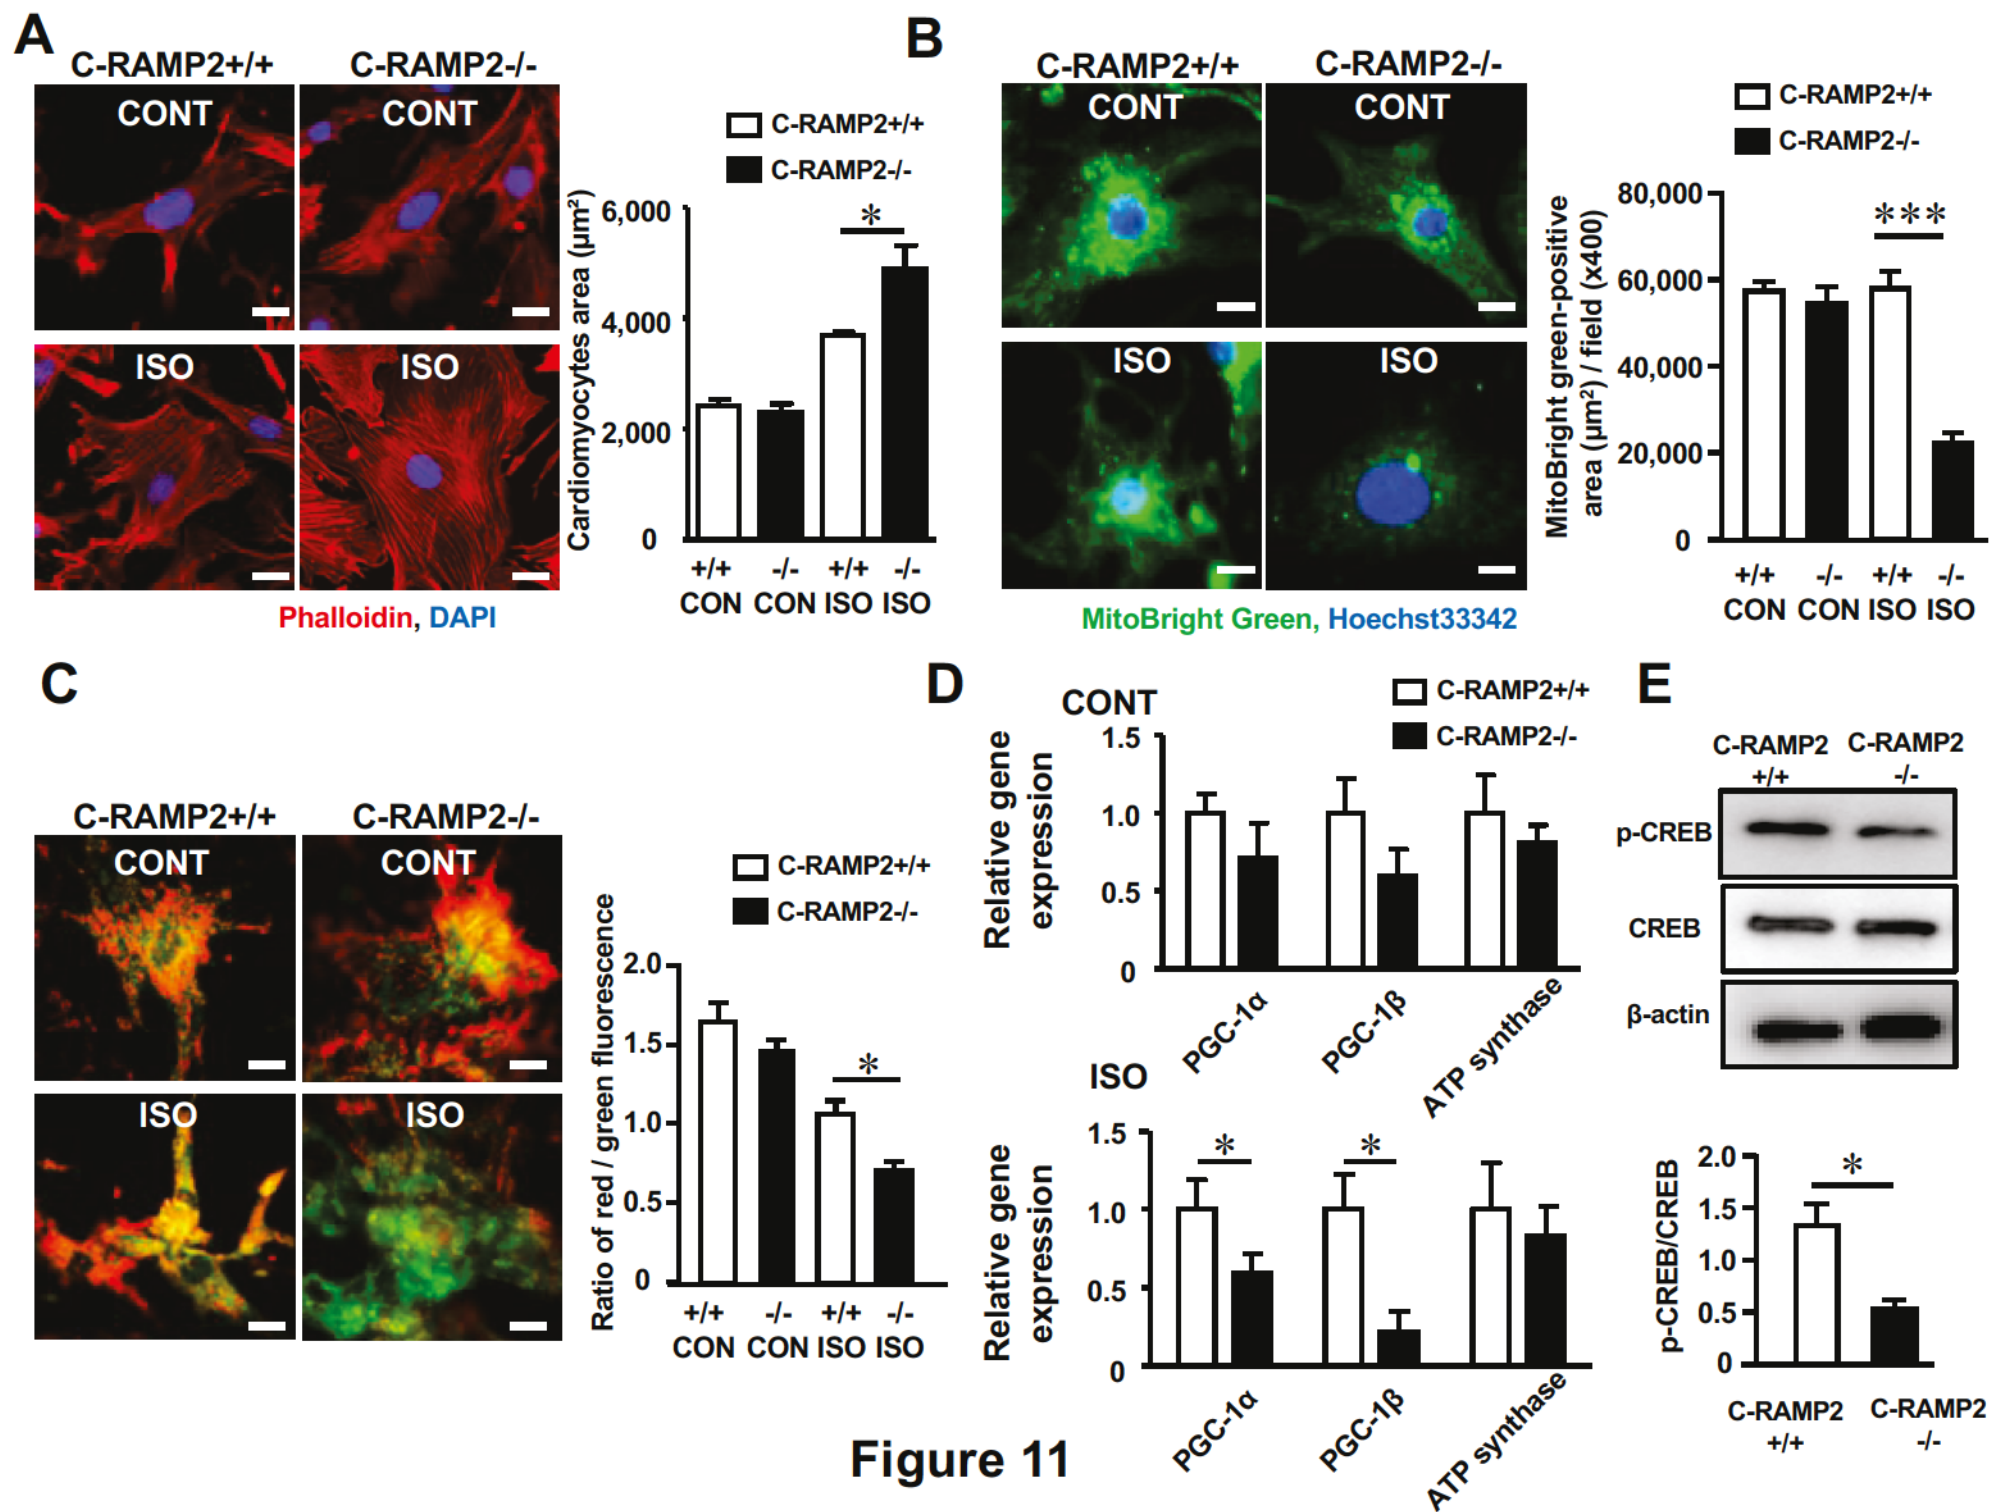 A
C-RAMP2+/+ C-RAMP2-/-
CONT CONT
ISO ISO
Phalloidin, DAPI
C-RAMP2+/+
C-RAMP2-/-
Cardiomyocytes area (µm²)
6,000
4,000
2,000
0
+/+ -/- +/+ -/-
CON CON ISO ISO
B
C-RAMP2+/+ C-RAMP2-/-
CONT CONT
ISO ISO
MitoBright Green, Hoechst33342
C-RAMP2+/+
C-RAMP2-/-
MitoBright green-positive
area (µm²) / field (x400)
80,000
60,000
40,000
20,000
0
***
+/+ -/- +/+ -/-
CON CON ISO ISO
*
C
C-RAMP2+/+ C-RAMP2-/-
CONT CONT
ISO ISO
C-RAMP2+/+
C-RAMP2-/-
Ratio of red / green fluorescence
2.0
1.5
1.0
0.5
0
*
+/+ -/- +/+ -/-
CON CON ISO ISO
D
CONT
C-RAMP2+/+
C-RAMP2-/-
Relative gene
expression
1.5
1.0
0.5
0
PGC-1α PGC-1β ATP synthase
ISO
Relative gene
expression
1.5
1.0
0.5
0
* *
PGC-1α PGC-1β ATP synthase
E
C-RAMP2 C-RAMP2
+/+ -/-
p-CREB
CREB
β-actin
p-CREB/CREB
2.0
1.5
1.0
0.5
0
*
C-RAMP2 C-RAMP2
+/+ -/-
Figure 11